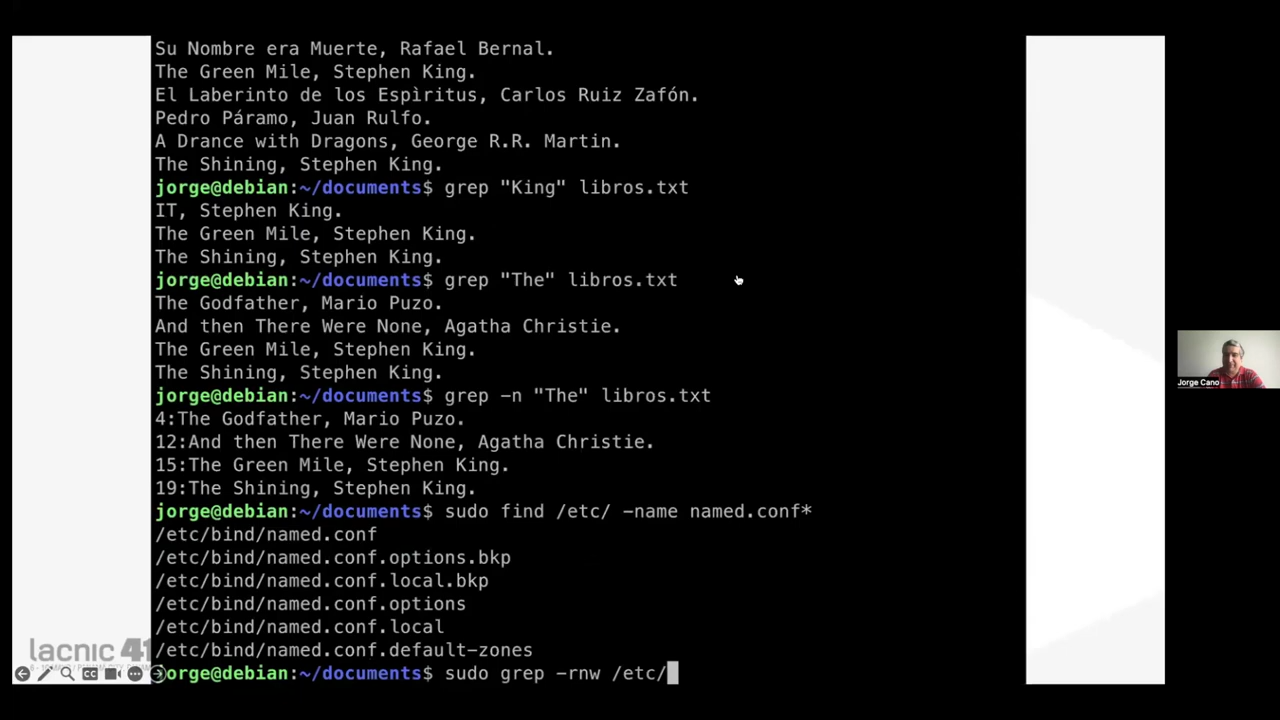 Su Nombre era Muerte, Rafael Bernal.
The Green Mile, Stephen King.
El Laberinto de los Espìritus, Carlos Ruiz Zafón.
Pedro Páramo, Juan Rulfo.
A Drance with Dragons, George R.R. Martin.
The Shining, Stephen King.
jorge@debian:~/documents$ grep "King" libros.txt
IT, Stephen King.
The Green Mile, Stephen King.
The Shining, Stephen King.
jorge@debian:~/documents$ grep "The" libros.txt
The Godfather, Mario Puzo.
And then There Were None, Agatha Christie.
The Green Mile, Stephen King.
The Shining, Stephen King.
jorge@debian:~/documents$ grep -n "The" libros.txt
4:The Godfather, Mario Puzo.
12:And then There Were None, Agatha Christie.
15:The Green Mile, Stephen King.
19:The Shining, Stephen King.
jorge@debian:~/documents$ sudo find /etc/ -name named.conf*
/etc/bind/named.conf
/etc/bind/named.conf.options.bkp
/etc/bind/named.conf.local.bkp
/etc/bind/named.conf.options
/etc/bind/named.conf.local
/etc/bind/named.conf.default-zones
jorge@debian:~/documents$ sudo grep -rnw /etc/
lacnic 41
CC
Jorge Cano